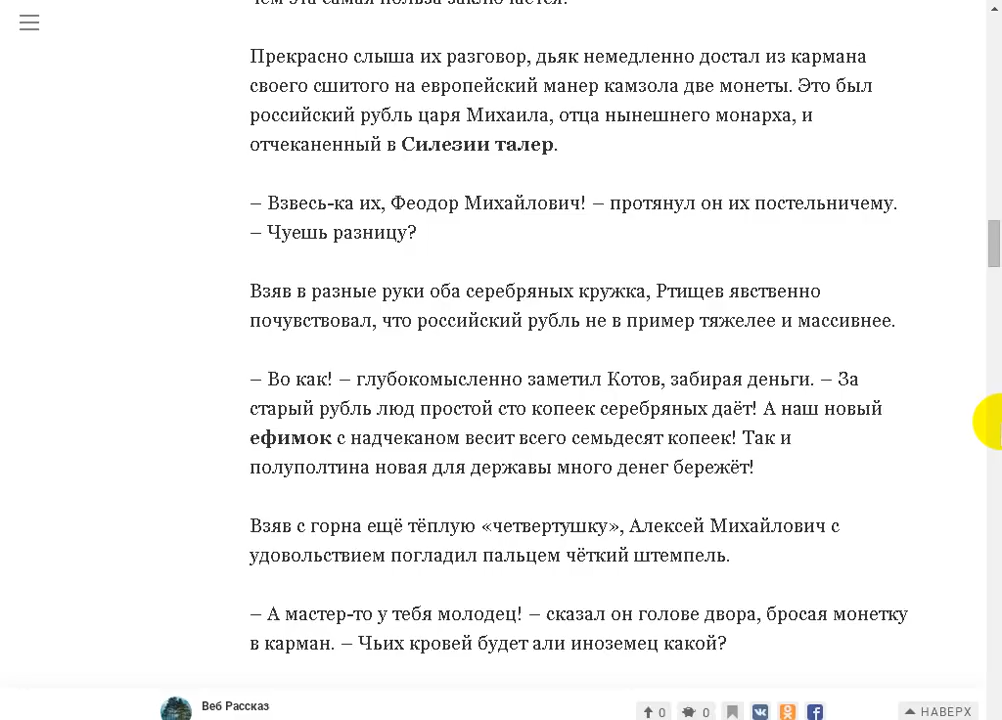 чем эта самая польза заключается.
Прекрасно слыша их разговор, дьяк немедленно достал из кармана
своего сшитого на европейский манер камзола две монеты. Это был
российский рубль царя Михаила, отца нынешнего монарха, и
отчеканенный в Силезии талер.
– Взвесь-ка их, Феодор Михайлович! – протянул он их постельничему.
– Чуешь разницу?
Взяв в разные руки оба серебряных кружка, Ртищев явственно
почувствовал, что российский рубль не в пример тяжелее и массивнее.
– Во как! – глубокомысленно заметил Котов, забирая деньги. – За
старый рубль люд простой сто копеек серебряных даёт! А наш новый
ефимок с надчеканом весит всего семьдесят копеек! Так и
полуполтина новая для державы много денег бережёт!
Взяв с горна ещё тёплую «четвертушку», Алексей Михайлович с
удовольствием погладил пальцем чёткий штемпель.
– А мастер-то у тебя молодец! – сказал он голове двора, бросая монетку
в карман. – Чьих кровей будет али иноземец какой?
Веб Рассказ
0 0 НАВЕРХ